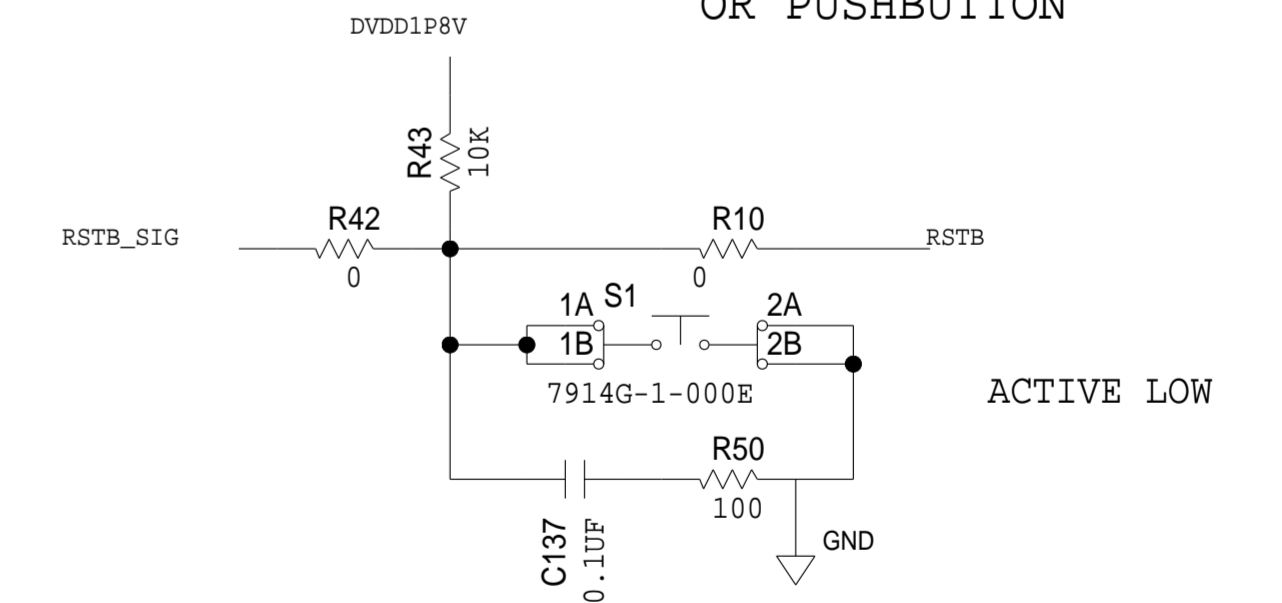 OR PUSHBUTTON
DVDD1P8V
R43
10K
RSTB_SIG
R42
0
R10
0
RSTB
1A
S1
2A
1B
2B
7914G-1-000E
ACTIVE LOW
R50
100
C137
0.1UF
GND